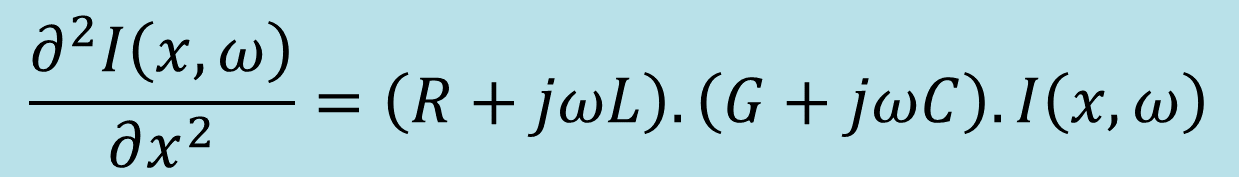 ∂²I(x, ω)/∂x² = (R + jωL). (G + jωC). I(x, ω)